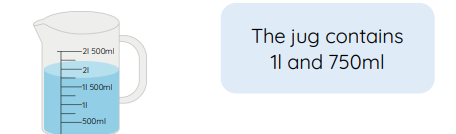 2l 500ml
2l
1l 500ml
1l
500ml
The jug contains
1l and 750ml